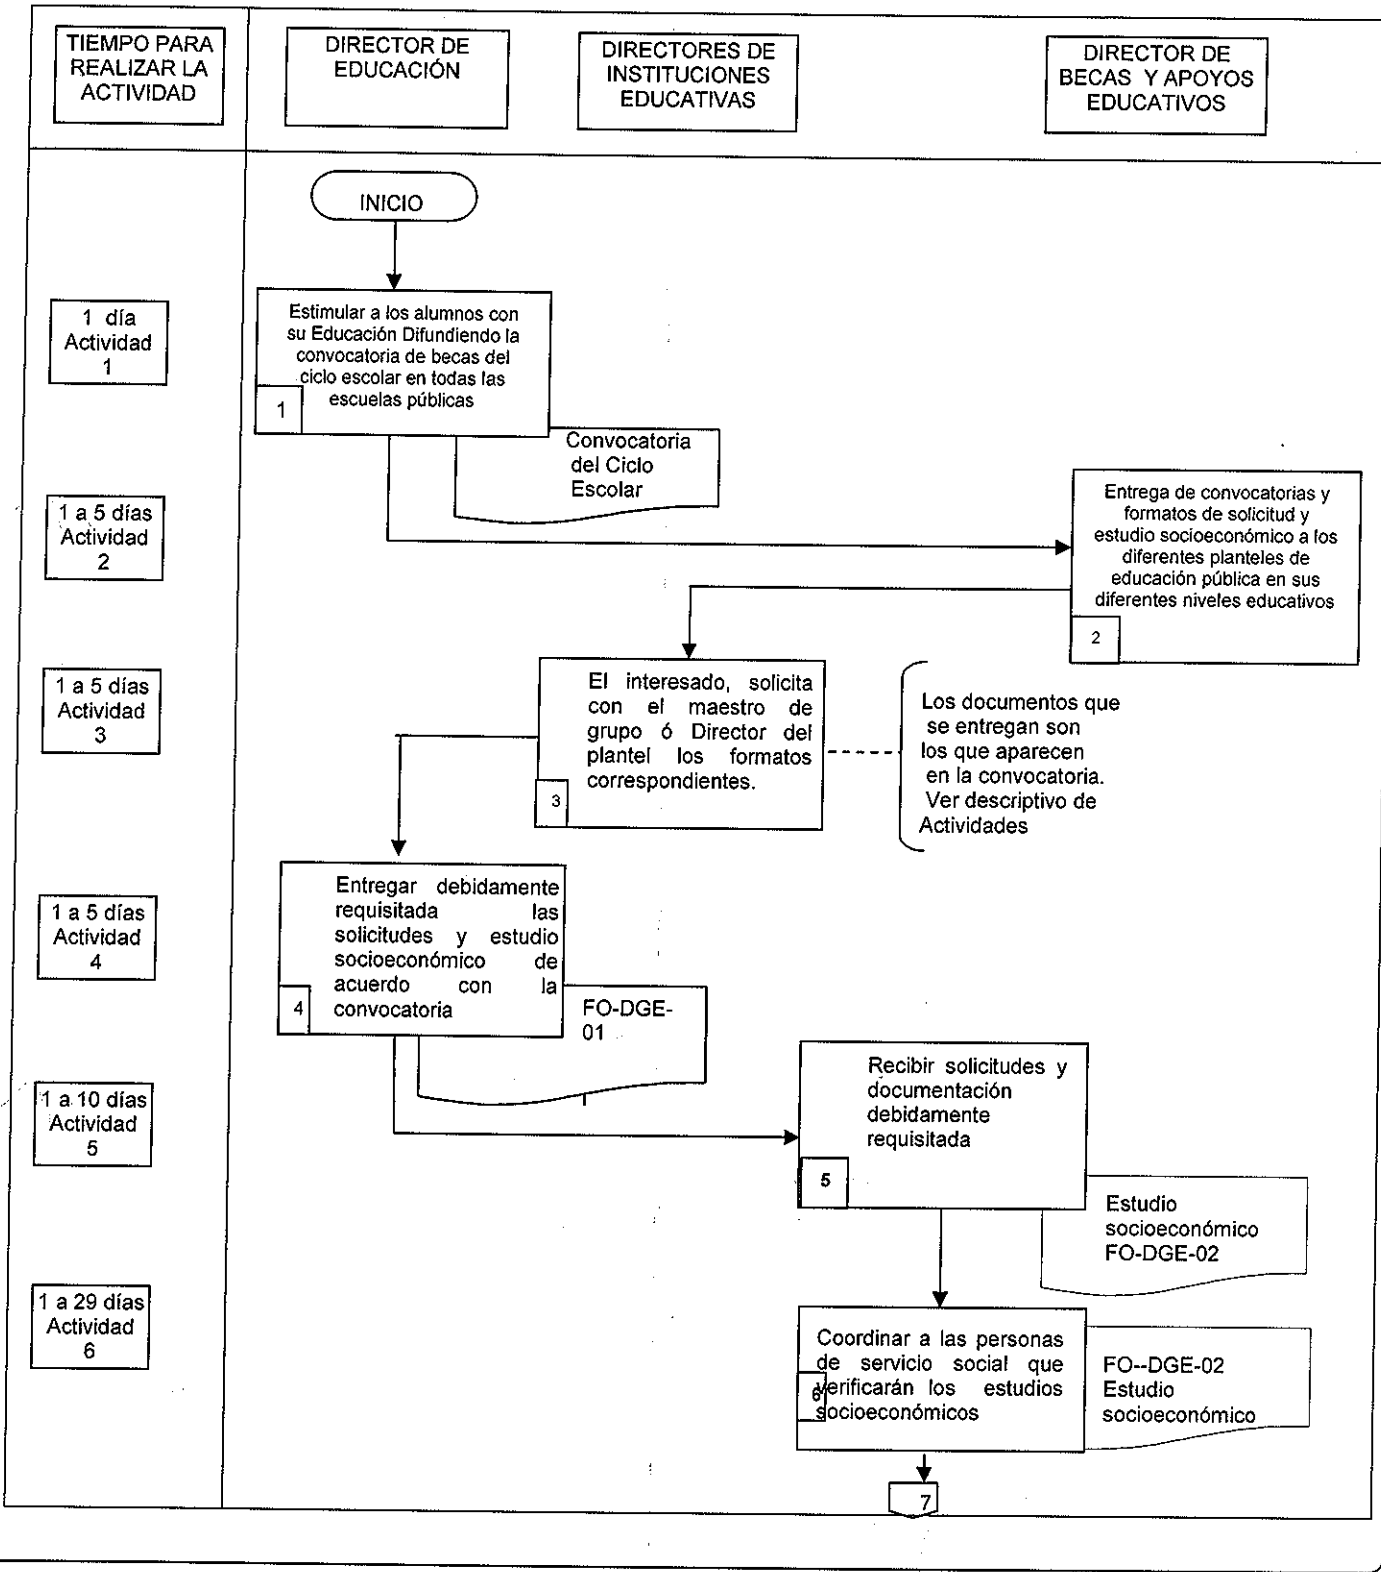 TIEMPO PARA
REALIZAR LA
ACTIVIDAD
DIRECTOR DE
EDUCACIÓN
DIRECTORES DE
INSTITUCIONES
EDUCATIVAS
DIRECTOR DE
BECAS Y APOYOS
EDUCATIVOS
INICIO
1 día
Actividad
1
Estimular a los alumnos con
su Educación Difundiendo la
convocatoria de becas del
ciclo escolar en todas las
escuelas públicas
1
Convocatoria
del Ciclo
Escolar
1 a 5 días
Actividad
2
Entrega de convocatorias y
formatos de solicitud y
estudio socioeconómico a los
diferentes planteles de
educación pública en sus
diferentes niveles educativos
2
1 a 5 días
Actividad
3
El interesado, solicita
con el maestro de
grupo ó Director del
plantel los formatos
correspondientes.
3
Los documentos que
se entregan son
los que aparecen
en la convocatoria.
Ver descriptivo de
Actividades
1 a 5 días
Actividad
4
Entregar debidamente
requisitada las
solicitudes y estudio
socioeconómico de
acuerdo con la
convocatoria
4
FO-DGE-
01
1 a 10 días
Actividad
5
Recibir solicitudes y
documentación
debidamente
requisitada
5
Estudio
socioeconómico
FO-DGE-02
1 a 29 días
Actividad
6
Coordinar a las personas
de servicio social que
verificarán los estudios
socioeconómicos
6
FO--DGE-02
Estudio
socioeconómico
7